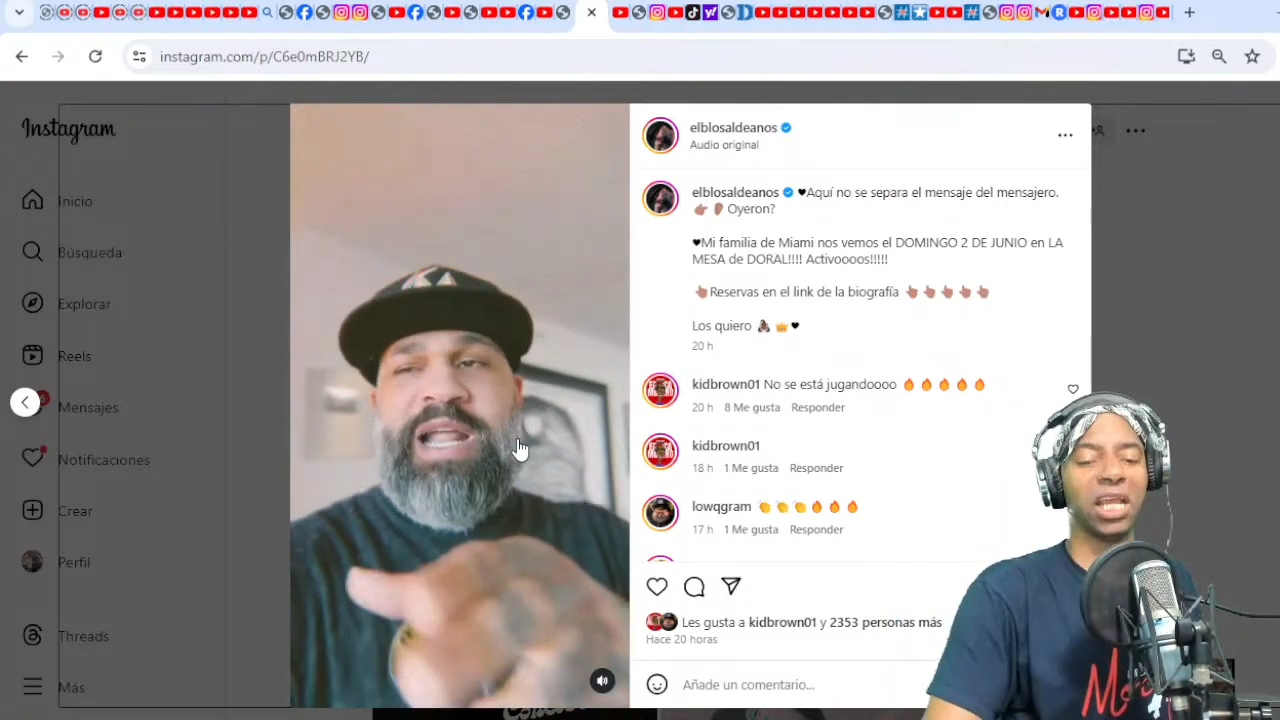 instagram.com/p/C6e0mBRJ2YB/
Instagram
Inicio
Búsqueda
Explorar
Reels
Mensajes
Notificaciones
Crear
Perfil
Threads
Más
elblosaldeanos
Audio original
elblosaldeanos ♥Aquí no se separa el mensaje del mensajero.
👉🏽👂🏽Oyeron?
♥Mi familia de Miami nos vemos el DOMINGO 2 DE JUNIO en LA
MESA de DORAL!!!! Activoooos!!!!!
👆🏽Reservas en el link de la biografía 👆🏽👆🏽👆🏽👆🏽👆🏽
Los quiero 🙏🏿👑♥
20 h
kidbrown01 No se está jugandoooo 🔥🔥🔥🔥🔥
20 h 8 Me gusta Responder
kidbrown01
18 h 1 Me gusta Responder
lowqgram 👏👏👏🔥🔥🔥
17 h 1 Me gusta Responder
Les gusta a kidbrown01 y 2353 personas más
Hace 20 horas
Añade un comentario...